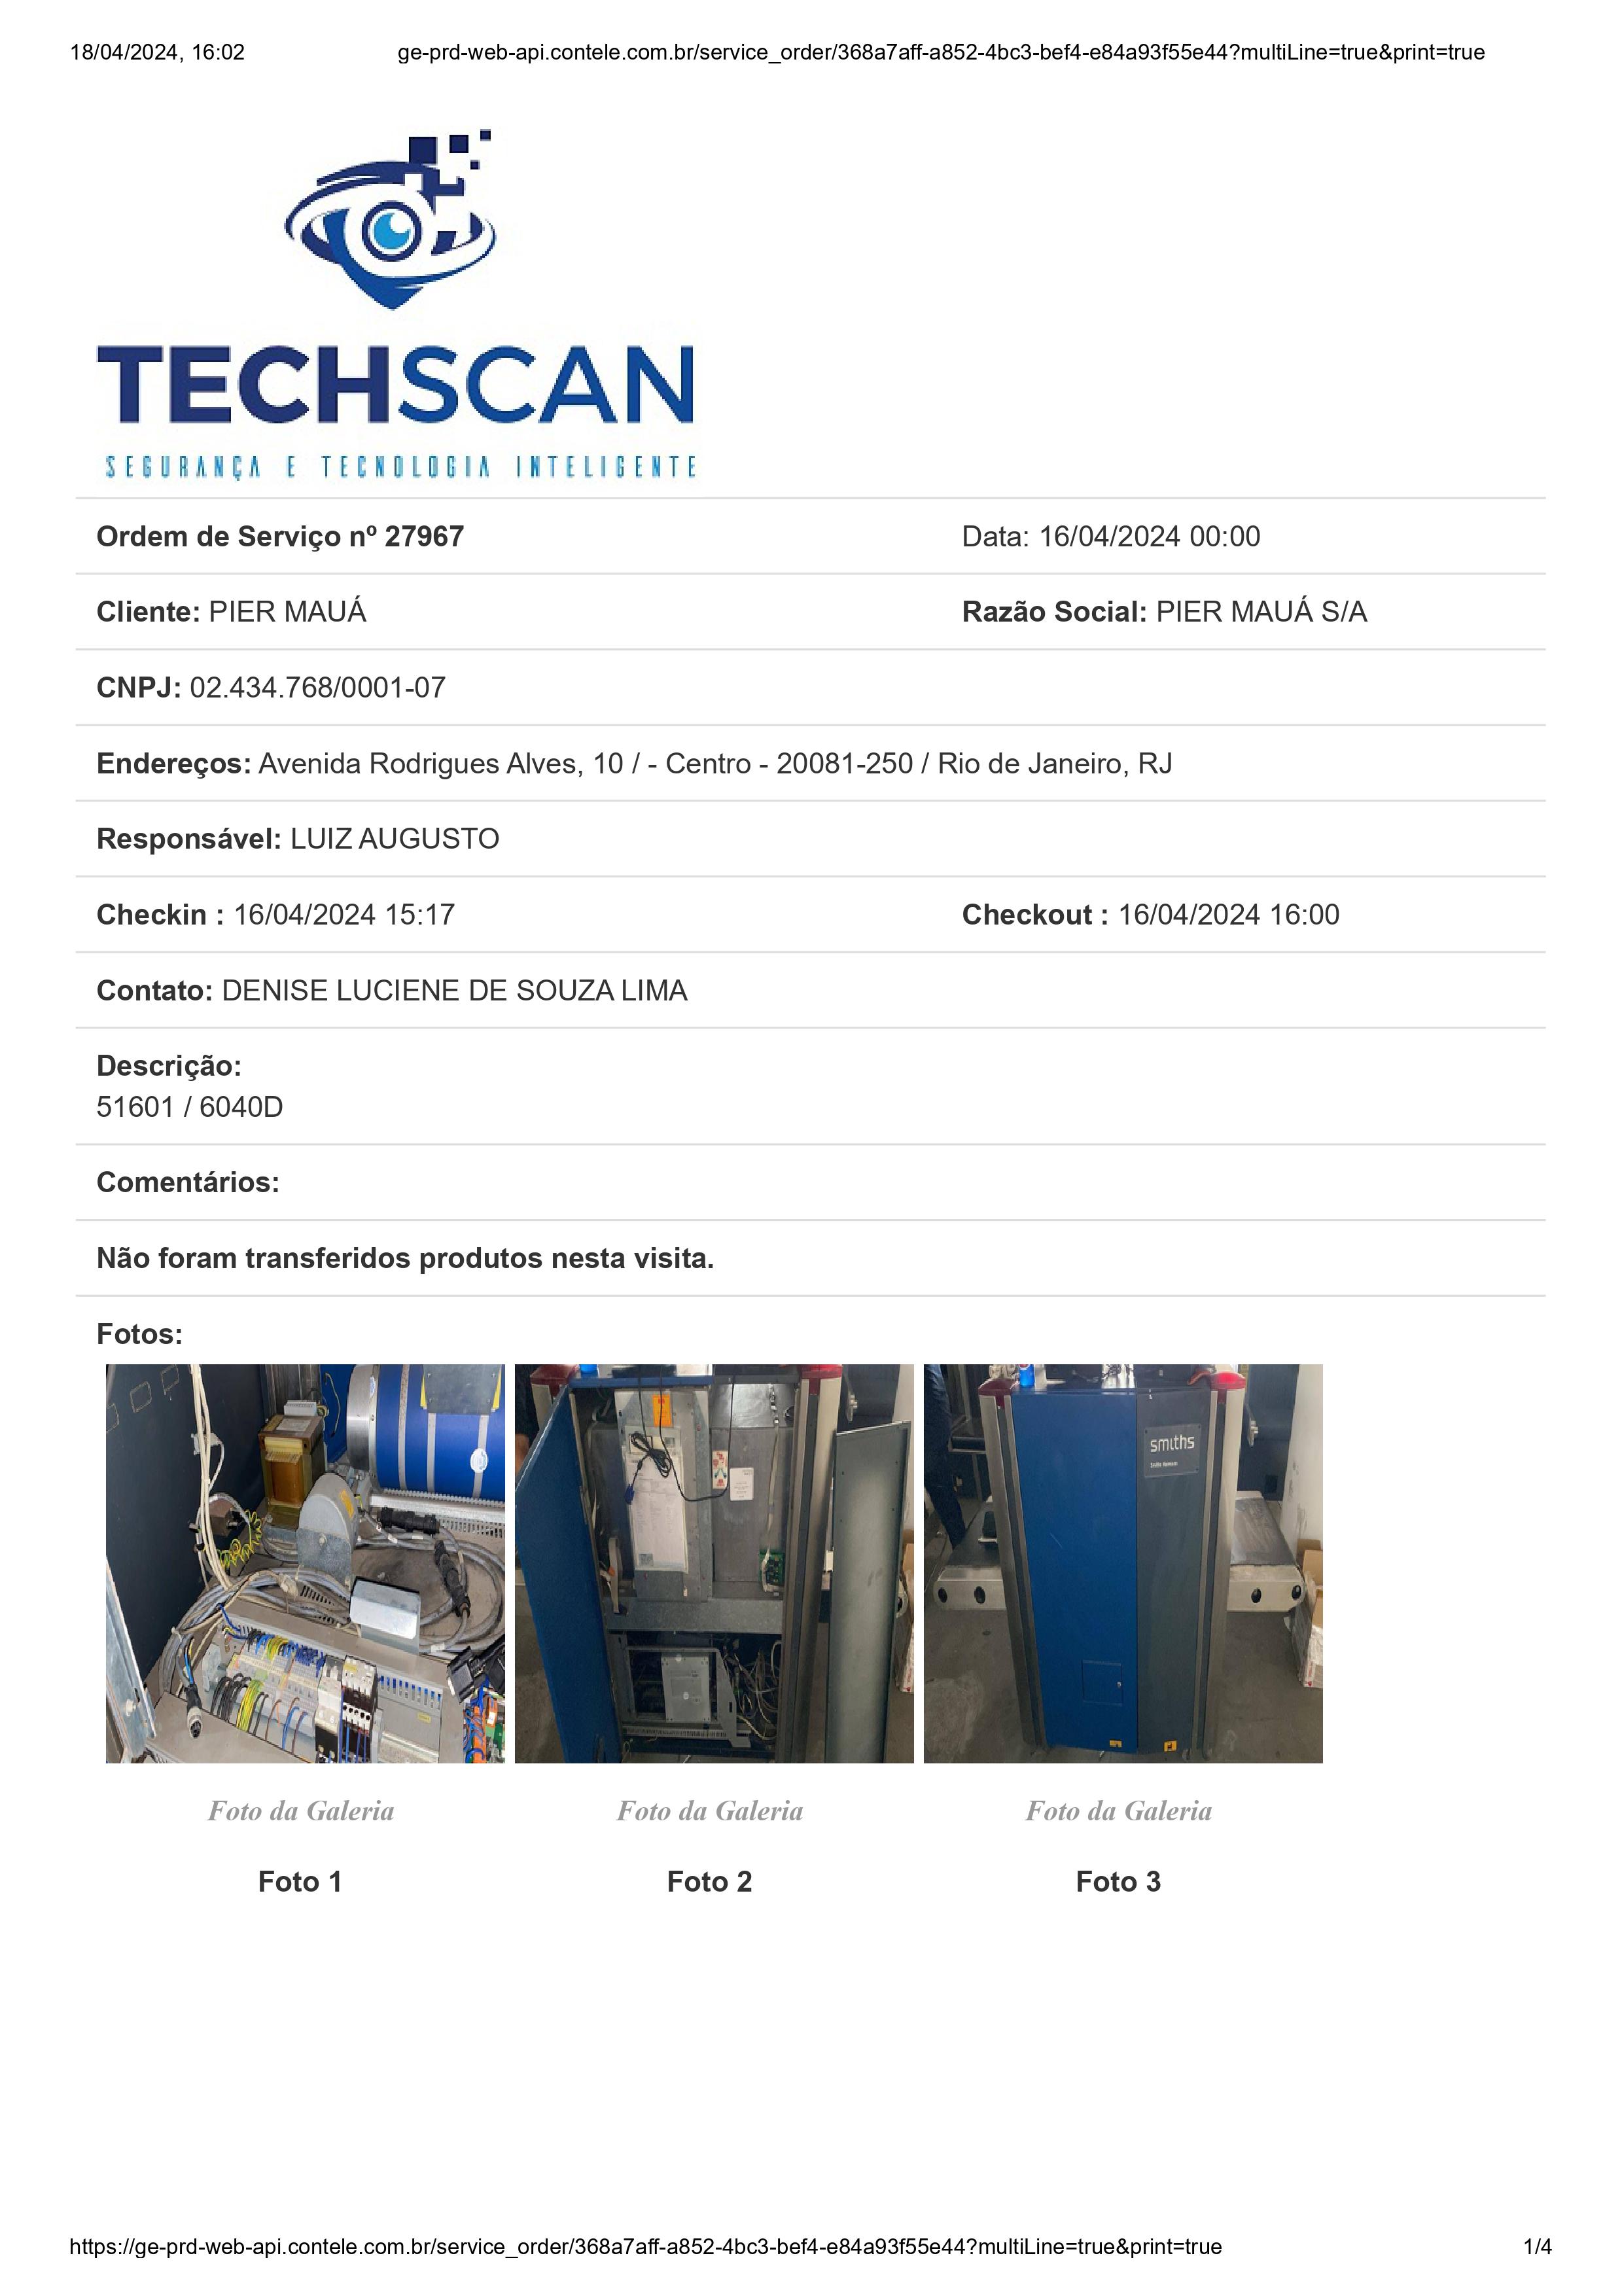 18/04/2024, 16:02 ge-prd-web-api.contele.com.br/service_order/368a7aff-a852-4bc3-bef4-e84a93f55e44?multiLine=true&print=true
TECHSCAN
SEGURANÇA E TECNOLOGIA INTELIGENTE
Ordem de Serviço nº 27967 Data: 16/04/2024 00:00
Cliente: PIER MAUÁ Razão Social: PIER MAUÁ S/A
CNPJ: 02.434.768/0001-07
Endereços: Avenida Rodrigues Alves, 10 / - Centro - 20081-250 / Rio de Janeiro, RJ
Responsável: LUIZ AUGUSTO
Checkin : 16/04/2024 15:17 Checkout : 16/04/2024 16:00
Contato: DENISE LUCIENE DE SOUZA LIMA
Descrição:
51601 / 6040D
Comentários:
Não foram transferidos produtos nesta visita.
Fotos:
smiths
Foto da Galeria Foto da Galeria Foto da Galeria
Foto 1 Foto 2 Foto 3
https://ge-prd-web-api.contele.com.br/service_order/368a7aff-a852-4bc3-bef4-e84a93f55e44?multiLine=true&print=true 1/4